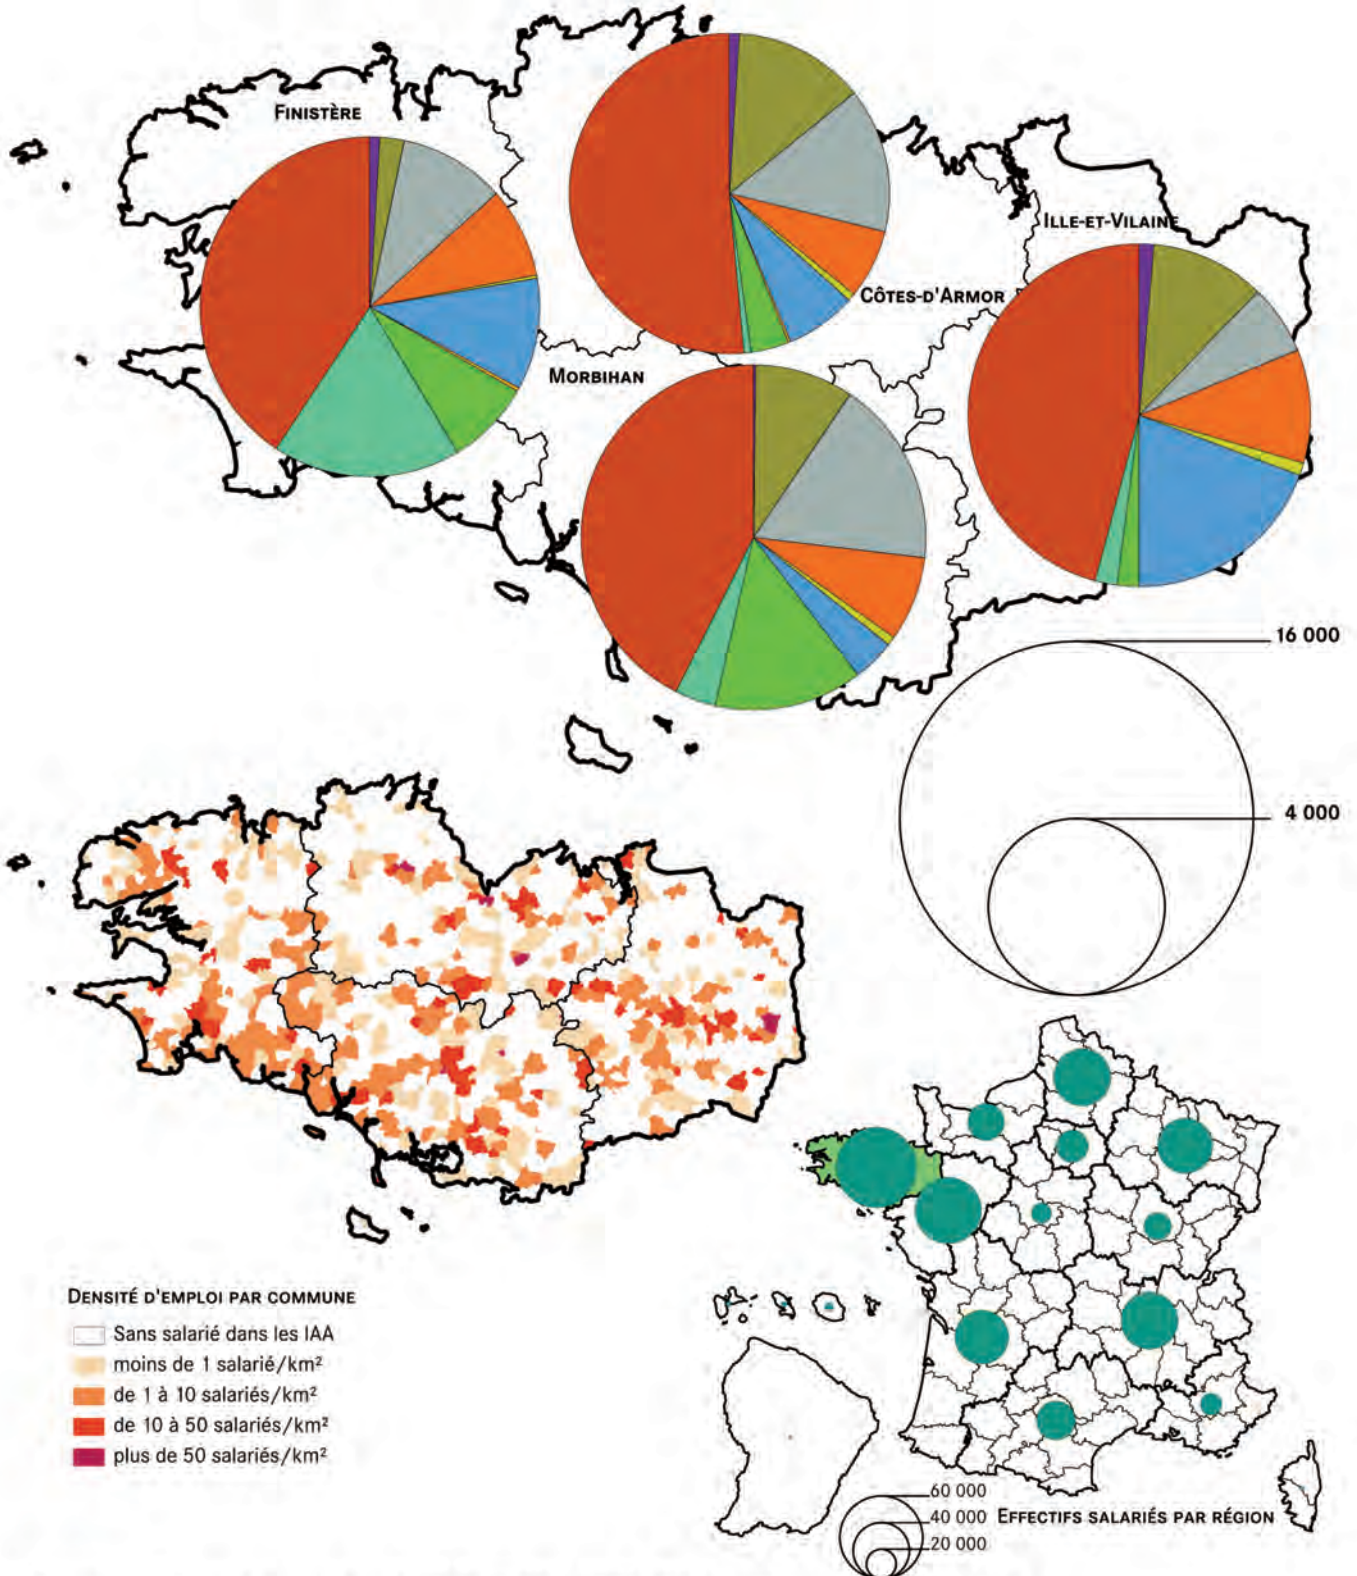 FINISTÈRE
ILLE-ET-VILAINE
CÔTES-D'ARMOR
MORBIHAN
16 000
4 000
DENSITÉ D'EMPLOI PAR COMMUNE
Sans salarié dans les IAA
moins de 1 salarié/km²
de 1 à 10 salariés/km²
de 10 à 50 salariés/km²
plus de 50 salariés/km²
60 000
40 000
20 000
EFFECTIFS SALARIÉS PAR RÉGION